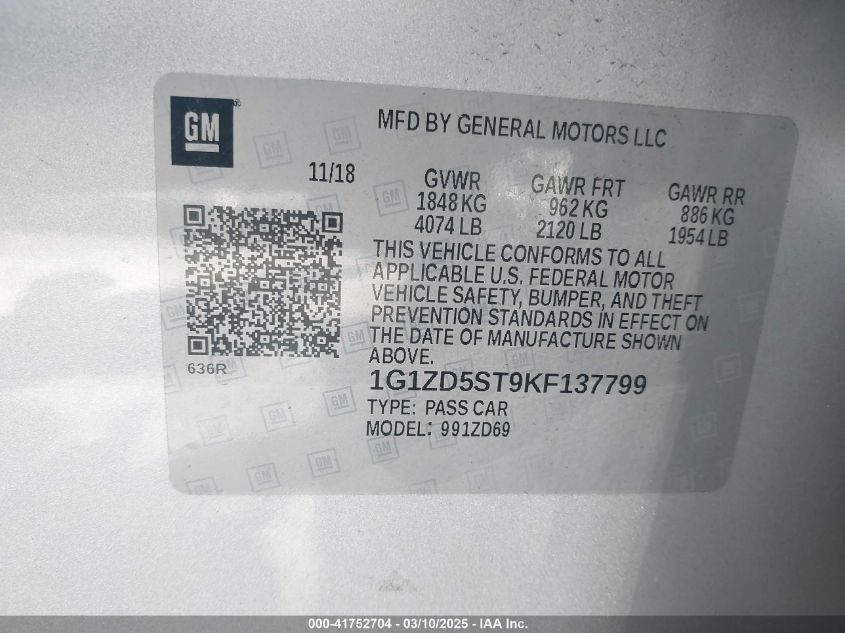 GM
MFD BY GENERAL MOTORS LLC
11/18
GVWR GAWR FRT GAWR RR
1848 KG 962 KG 886 KG
4074 LB 2120 LB 1954 LB
THIS VEHICLE CONFORMS TO ALL
APPLICABLE U.S. FEDERAL MOTOR
VEHICLE SAFETY, BUMPER, AND THEFT
PREVENTION STANDARDS IN EFFECT ON
THE DATE OF MANUFACTURE SHOWN
ABOVE.
636R
1G1ZD5ST9KF137799
TYPE: PASS CAR
MODEL: 991ZD69
000-41752704 - 03/10/2025 - IAA Inc.